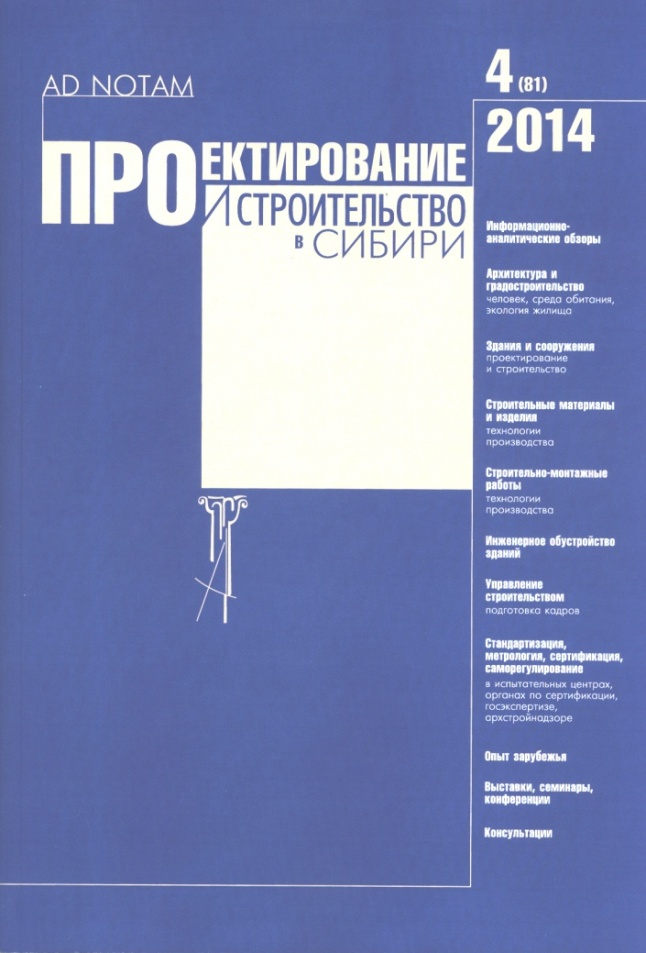 AD NOTAM
4 (81)
2014
ПРОЕКТИРОВАНИЕ
И СТРОИТЕЛЬСТВО
в СИБИРИ
Информационно-
аналитические обзоры
Архитектура и
градостроительство
человек, среда обитания,
экология жилища
Здания и сооружения
проектирование
и строительство
Строительные материалы
и изделия
технологии
производства
Строительно-монтажные
работы
технологии
производства
Инженерное обустройство
зданий
Управление
строительством
подготовка кадров
Стандартизация,
метрология, сертификация,
саморегулирование
в испытательных центрах,
органах по сертификации,
госэкспертизе,
архстройнадзоре
Опыт зарубежья
Выставки, семинары,
конференции
Консультации